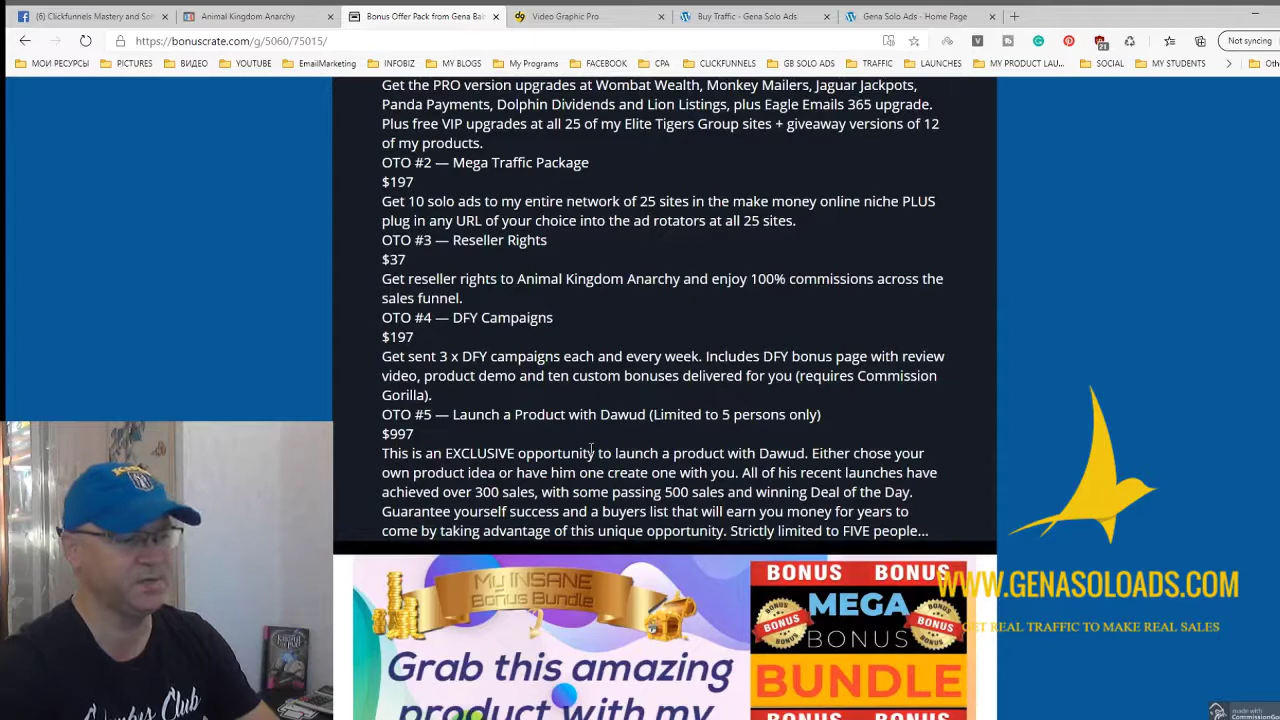 Clickfunnels Mastery and Sol
Animal Kingdom Anarchy
Bonus Offer Pack from Gena Bab
Video Graphic Pro
Buy Traffic - Gena Solo Ads
Gena Solo Ads - Home Page
https://bonuscrate.com/g/5060/75015/
21
Not syncing
МОИ РЕСУРСЫ
PICTURES
ВИДЕО
YOUTUBE
EmailMarketing
INFOBIZ
MY BLOGS
My Programs
FACEBOOK
CPA
CLICKFUNNELS
GB SOLO ADS
TRAFFIC
LAUNCHES
MY PRODUCT LAU...
SOCIAL
MY STUDENTS
Get the PRO version upgrades at Wombat Wealth, Monkey Mailers, Jaguar Jackpots,
Panda Payments, Dolphin Dividends and Lion Listings, plus Eagle Emails 365 upgrade.
Plus free VIP upgrades at all 25 of my Elite Tigers Group sites + giveaway versions of 12
of my products.
OTO #2 — Mega Traffic Package
$197
Get 10 solo ads to my entire network of 25 sites in the make money online niche PLUS
plug in any URL of your choice into the ad rotators at all 25 sites.
OTO #3 — Reseller Rights
$37
Get reseller rights to Animal Kingdom Anarchy and enjoy 100% commissions across the
sales funnel.
OTO #4 — DFY Campaigns
$197
Get sent 3 x DFY campaigns each and every week. Includes DFY bonus page with review
video, product demo and ten custom bonuses delivered for you (requires Commission
Gorilla).
OTO #5 — Launch a Product with Dawud (Limited to 5 persons only)
$997
This is an EXCLUSIVE opportunity to launch a product with Dawud. Either chose your
own product idea or have him one create one with you. All of his recent launches have
achieved over 300 sales, with some passing 500 sales and winning Deal of the Day.
Guarantee yourself success and a buyers list that will earn you money for years to
come by taking advantage of this unique opportunity. Strictly limited to FIVE people...
My INSANE
Bonus Bundle
Grab this amazing
product with my
BONUS BONUS
MEGA
BONUS
BONUS
BONUS
BUNDLE
BONUS BONUS
WWW.GENASOLOADS.COM
GET REAL TRAFFIC TO MAKE REAL SALES
made with